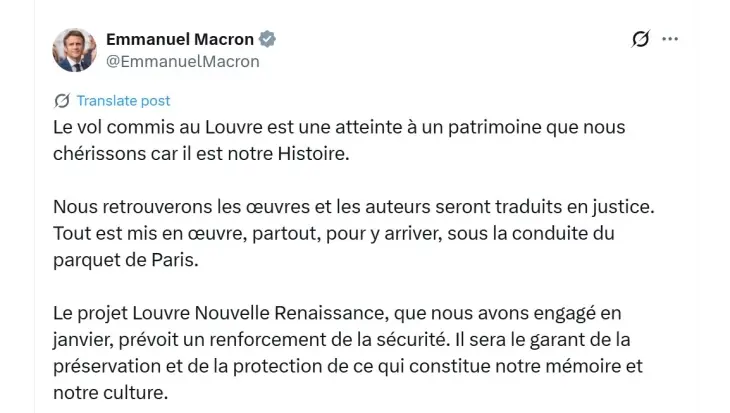 Emmanuel Macron
@EmmanuelMacron
Translate post
Le vol commis au Louvre est une atteinte à un patrimoine que nous
chérissons car il est notre Histoire.
Nous retrouverons les œuvres et les auteurs seront traduits en justice.
Tout est mis en œuvre, partout, pour y arriver, sous la conduite du
parquet de Paris.
Le projet Louvre Nouvelle Renaissance, que nous avons engagé en
janvier, prévoit un renforcement de la sécurité. Il sera le garant de la
préservation et de la protection de ce qui constitue notre mémoire et
notre culture.